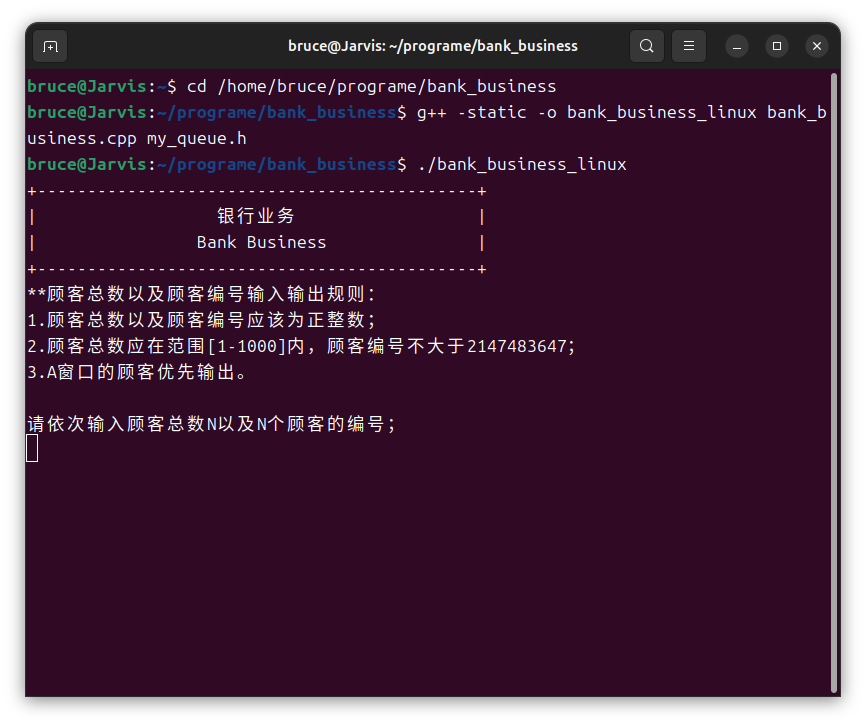 bruce@Jarvis: ~/programe/bank_business
bruce@Jarvis:~$ cd /home/bruce/programe/bank_business
bruce@Jarvis:~/programe/bank_business$ g++ -static -o bank_business_linux bank_b
usiness.cpp my_queue.h
bruce@Jarvis:~/programe/bank_business$ ./bank_business_linux
+--------------------------------------------+
|                  银行业务                  |
|                Bank Business               |
+--------------------------------------------+
**顾客总数以及顾客编号输入输出规则:
1.顾客总数以及顾客编号应该为正整数;
2.顾客总数应在范围[1-1000]内，顾客编号不大于2147483647;
3.A窗口的顾客优先输出。
请依次输入顾客总数N以及N个顾客的编号;